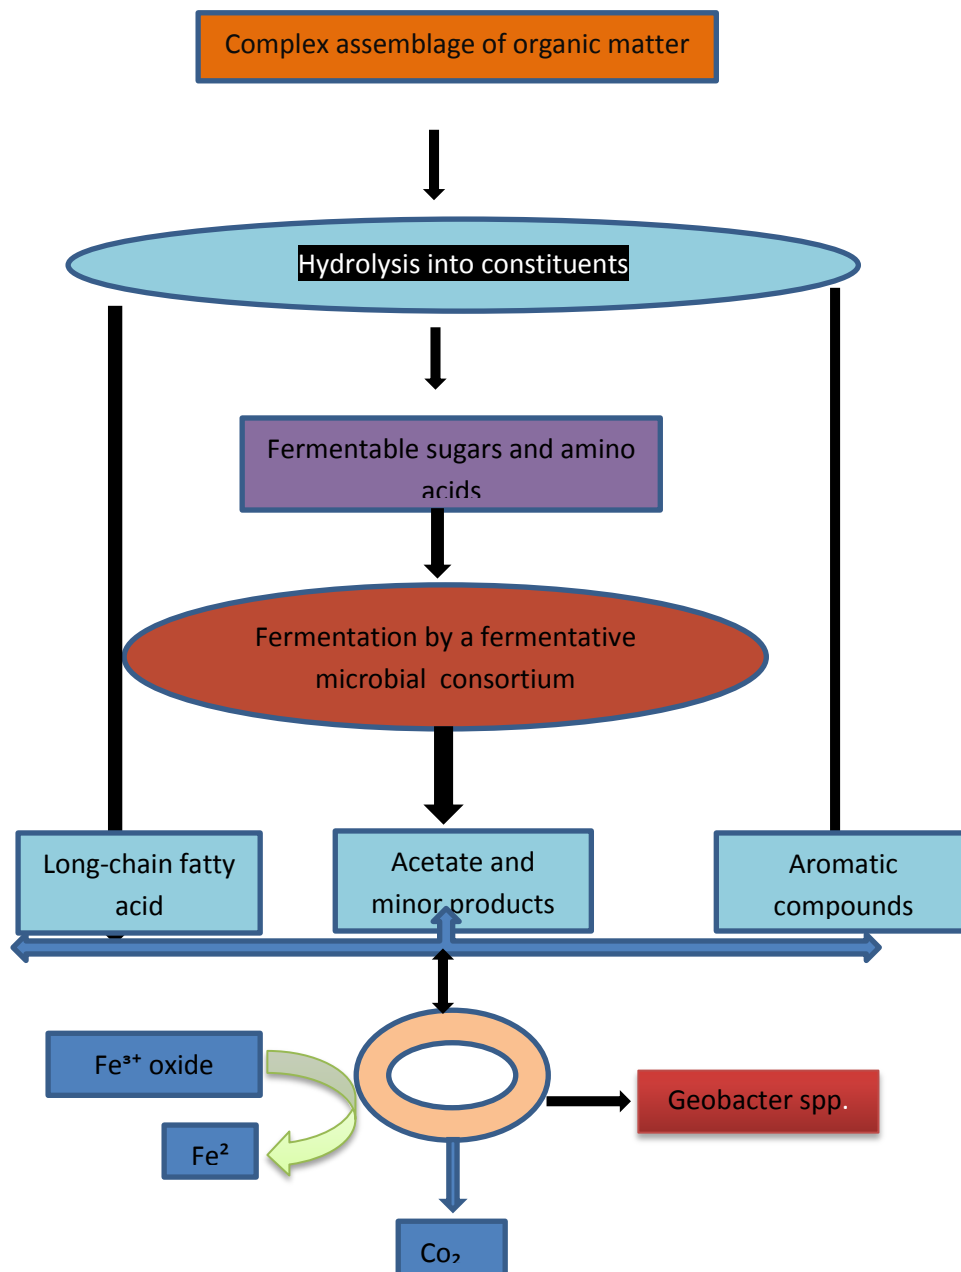 Complex assemblage of organic matter
Hydrolysis into constituents
Fermentable sugars and amino
acids
Fermentation by a fermentative
microbial consortium
Long-chain fatty
acid
Acetate and
minor products
Aromatic
compounds
Fe³⁺ oxide
Geobacter spp.
Fe²
Co₂